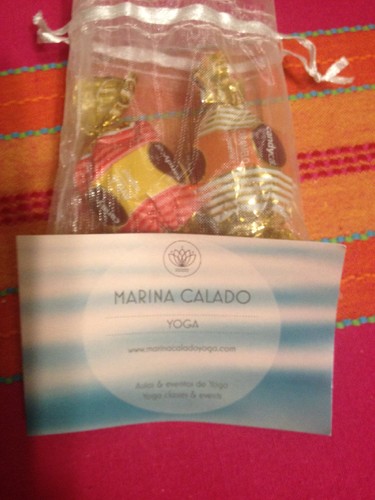 MARINA CALADO
YOGA
www.marinacaladoyoga.com
Aulas & eventos de Yoga
Yoga classes & events